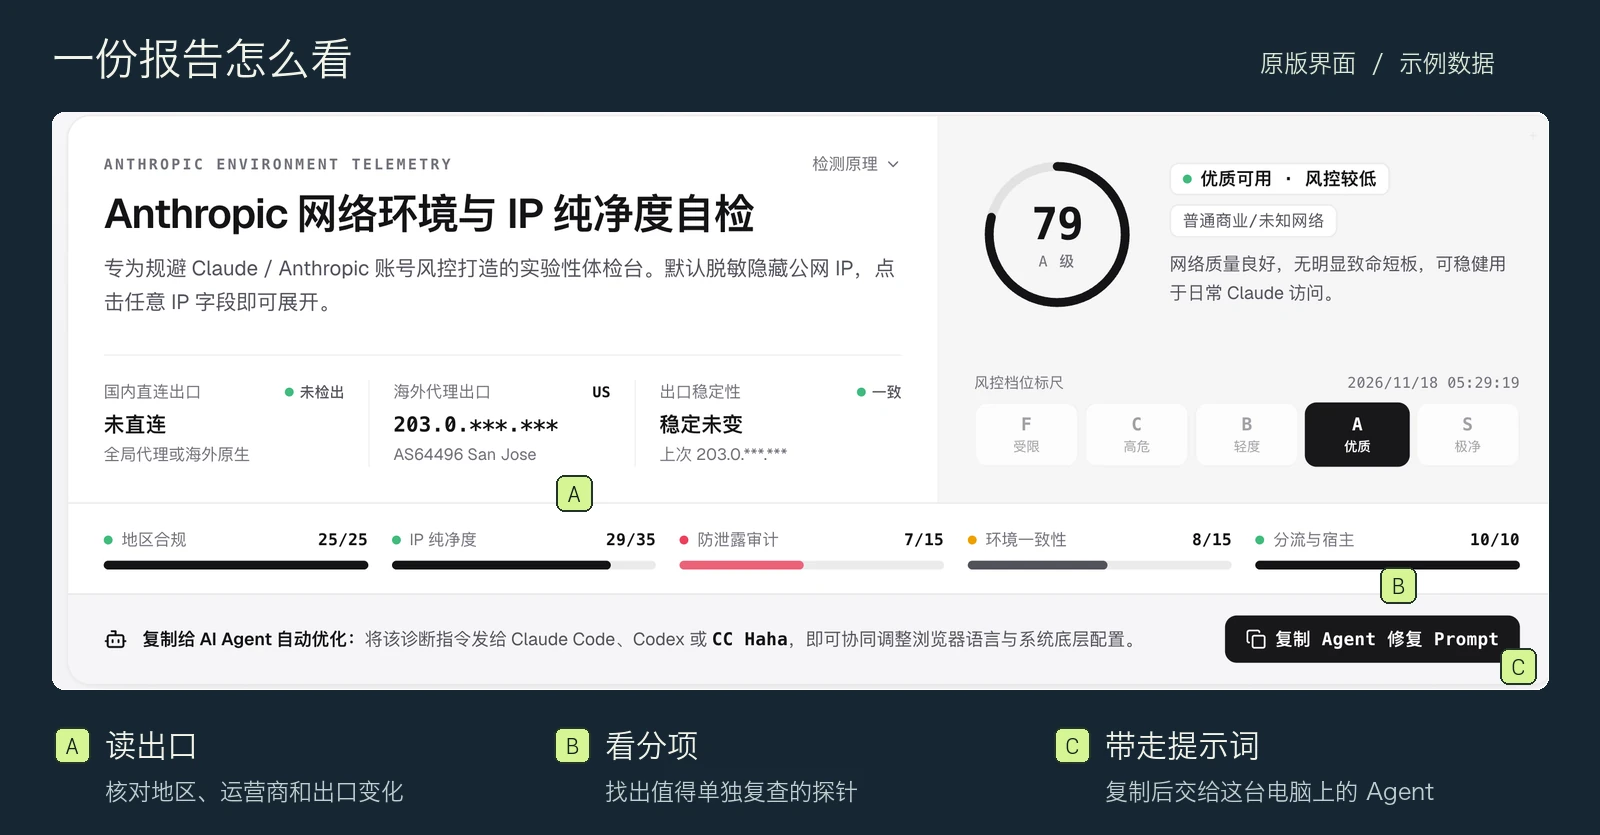 一份报告怎么看
原版界面 / 示例数据
ANTHROPIC ENVIRONMENT TELEMETRY
检测原理
Anthropic 网络环境与 IP 纯净度自检
专为规避 Claude / Anthropic 账号风控打造的实验性体检台。默认脱敏隐藏公网 IP，点
击任意 IP 字段即可展开。
79
A 级
优质可用 · 风控较低
普通商业/未知网络
网络质量良好，无明显致命短板，可稳健用
于日常 Claude 访问。
国内直连出口
未检出
未直连
全局代理或海外原生
海外代理出口
US
203.0.***.***
AS64496 San Jose
出口稳定性
一致
稳定未变
上次 203.0.***.***
风控档位标尺
2026/11/18 05:29:19
F
受限
C
高危
B
轻度
A
优质
S
极净
A
地区合规 25/25
IP 纯净度 29/35
防泄露审计 7/15
环境一致性 8/15
分流与宿主 10/10
B
复制给 AI Agent 自动优化：将该诊断指令发给 Claude Code、Codex 或 CC Haha，即可协同调整浏览器语言与系统底层配置。
复制 Agent 修复 Prompt
C
A 读出口
核对地区、运营商和出口变化
B 看分项
找出值得单独复查的探针
C 带走提示词
复制后交给这台电脑上的 Agent